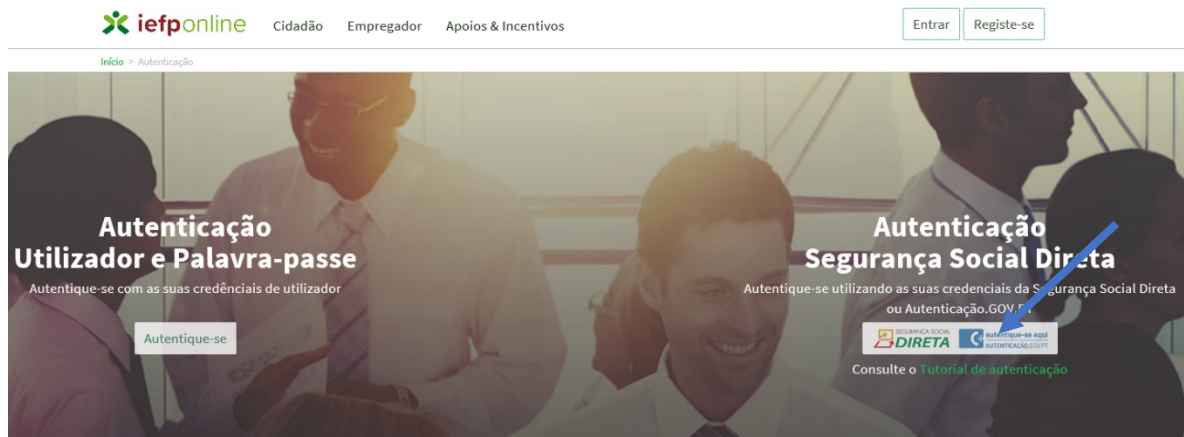 iefponline Cidadão Empregador Apoios & Incentivos Entrar Registe-se
Início > Autenticação
Autenticação
Utilizador e Palavra-passe
Autentique-se com as suas credênciais de utilizador
Autentique-se
Autenticação
Segurança Social Direta
Autentique-se utilizando as suas credenciais da Segurança Social Direta
ou Autenticação.GOV.PT
SEGURANÇA SOCIAL
DIRETA
autentique-se aqui
AUTENTICAÇÃO.GOV.PT
Consulte o Tutorial de autenticação